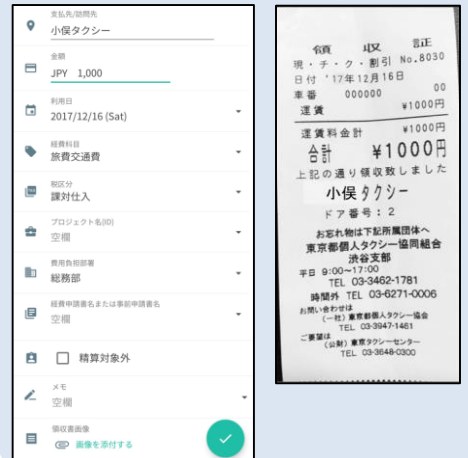 支払先/訪問先
小俣タクシー
金額
JPY 1,000
利用日
2017/12/16 (Sat)
経費科目
旅費交通費
税区分
課対仕入
プロジェクト名(ID)
空欄
費用負担部署
総務部
経費申請書名または事前申請書名
空欄
精算対象外
メモ
空欄
領収書画像
画像を添付する
領収証
現・チ・ク・割引 No.8030
日付 '17年12月16日
車番 000000 00
運賃 ¥1000円
運賃料金計 ¥1000円
合計 ¥1000円
上記の通り領収致しました
小俣タクシー
ドア番号:2
お忘れ物は下記所属団体へ
東京都個人タクシー協同組合
渋谷支部
平日 9:00~17:00
TEL 03-3462-1781
時間外 TEL 03-6271-0006
お問い合わせは
(一社)東京都個人タクシー協会
TEL 03-3947-1461
ご要望は
(公財)東京タクシーセンター
TEL 03-3648-0300